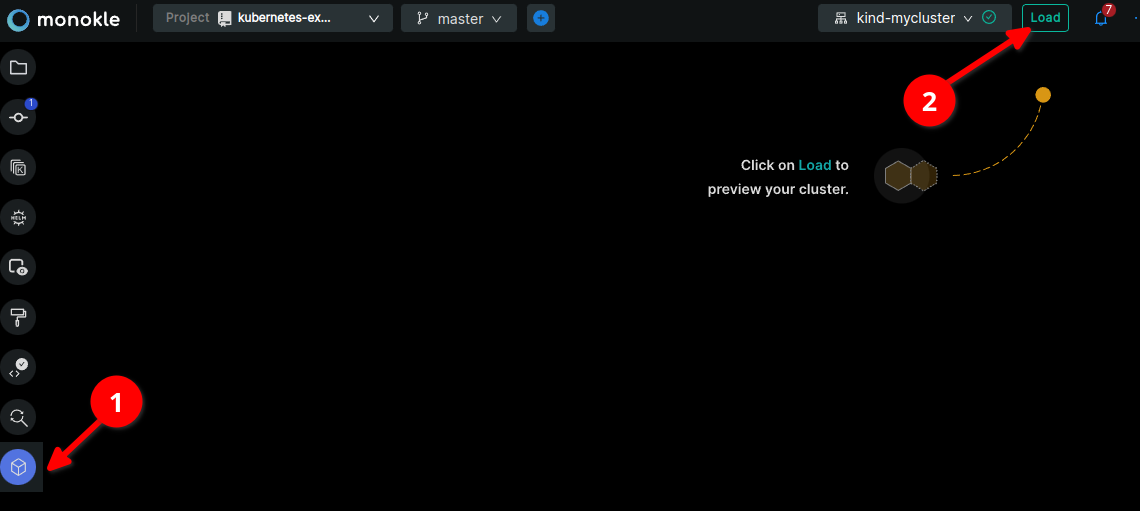 monokle
Project kubernetes-ex...
master
kind-mycluster
Load
7
1
2
Click on Load to
preview your cluster.
HELM
1